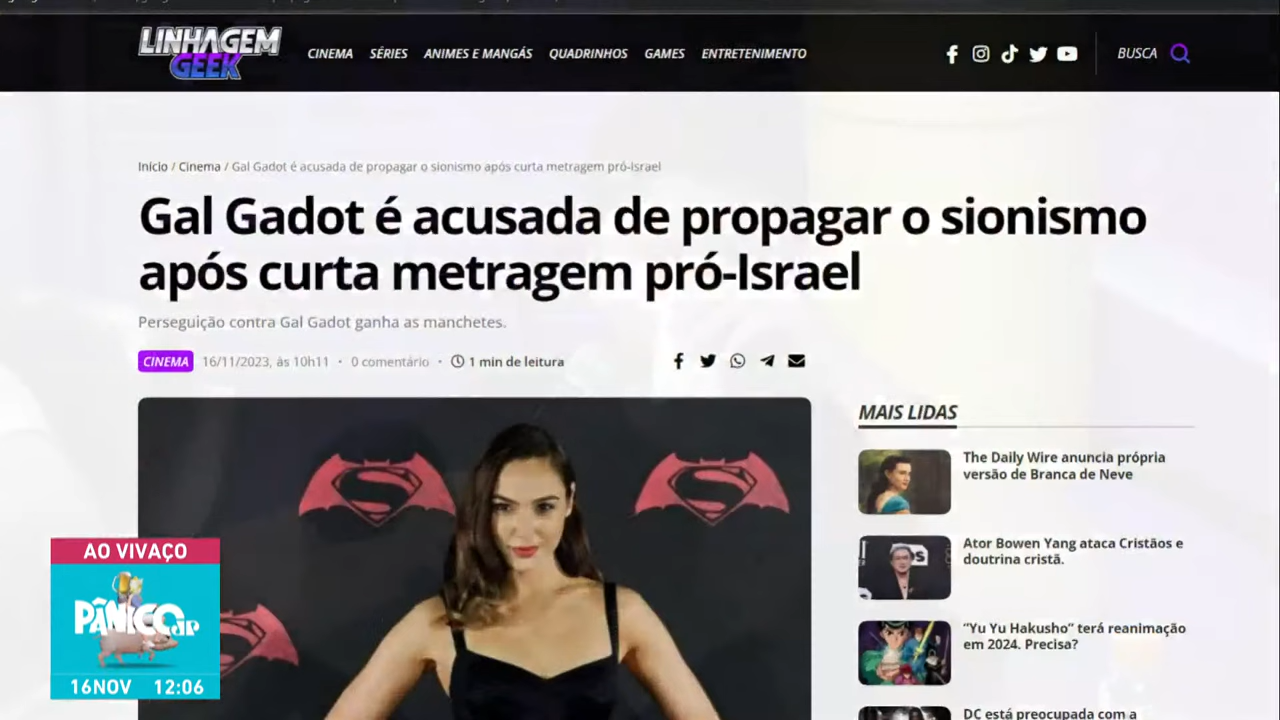 LINHAGEM
GEEK
CINEMA SÉRIES ANIMES E MANGÁS QUADRINHOS GAMES ENTRETENIMENTO
BUSCA
Início / Cinema / Gal Gadot é acusada de propagar o sionismo após curta metragem pró-Israel
Gal Gadot é acusada de propagar o sionismo
após curta metragem pró-Israel
Perseguição contra Gal Gadot ganha as manchetes.
CINEMA 16/11/2023, às 10h11 • 0 comentário • 1 min de leitura
MAIS LIDAS
The Daily Wire anuncia própria
versão de Branca de Neve
Ator Bowen Yang ataca Cristãos e
doutrina cristã.
“Yu Yu Hakusho” terá reanimação
em 2024. Precisa?
DC está preocupada com a
AO VIVAÇO
PÂNICO JP
16NOV 12:06